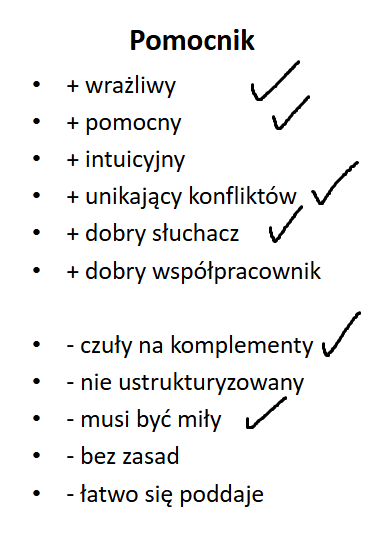 Pomocnik
• + wrażliwy
• + pomocny
• + intuicyjny
• + unikający konfliktów
• + dobry słuchacz
• + dobry współpracownik
• - czuły na komplementy
• - nie ustrukturyzowany
• - musi być miły
• - bez zasad
• - łatwo się poddaje